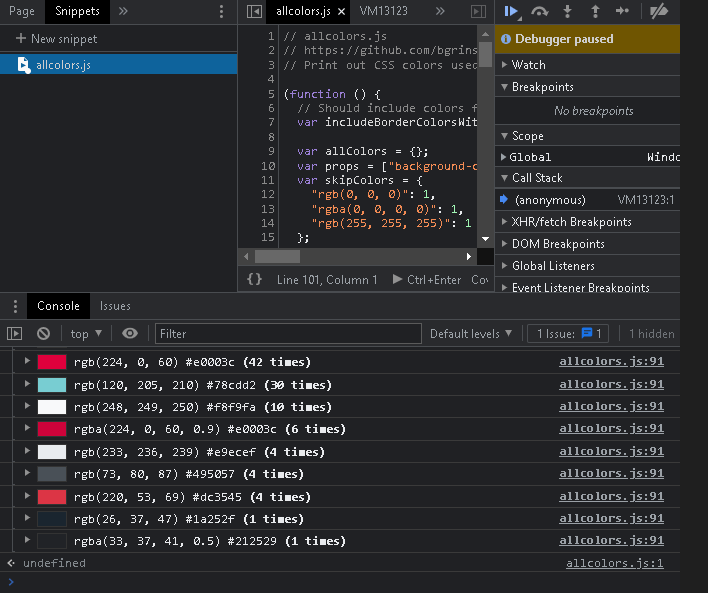 Page Snippets »
+ New snippet
allcolors.js
allcolors.js × VM13123 »
1 // allcolors.js
2 // https://github.com/bgrins
3 // Print out CSS colors used
4
5 (function () {
6 // Should include colors f
7 var includeBorderColorsWit
8
9 var allColors = {};
10 var props = ["background-c
11 var skipColors = {
12 "rgb(0, 0, 0)": 1,
13 "rgba(0, 0, 0, 0)": 1,
14 "rgb(255, 255, 255)": 1
15 };
{} Line 101, Column 1 Ctrl+Enter Cov
Debugger paused
Watch
Breakpoints
No breakpoints
Scope
Global Windo
Call Stack
(anonymous) VM13123:1
XHR/fetch Breakpoints
DOM Breakpoints
Global Listeners
Event Listener Breakpoints
Console Issues
top Filter Default levels 1 Issue: 1 1 hidden
rgb(224, 0, 60) #e0003c (42 times) allcolors.js:91
rgb(120, 205, 210) #78cdd2 (30 times) allcolors.js:91
rgb(248, 249, 250) #f8f9fa (10 times) allcolors.js:91
rgba(224, 0, 60, 0.9) #e0003c (6 times) allcolors.js:91
rgb(233, 236, 239) #e9ecef (4 times) allcolors.js:91
rgb(73, 80, 87) #495057 (4 times) allcolors.js:91
rgb(220, 53, 69) #dc3545 (4 times) allcolors.js:91
rgb(26, 37, 47) #1a252f (1 times) allcolors.js:91
rgba(33, 37, 41, 0.5) #212529 (1 times) allcolors.js:91
undefined allcolors.js:1